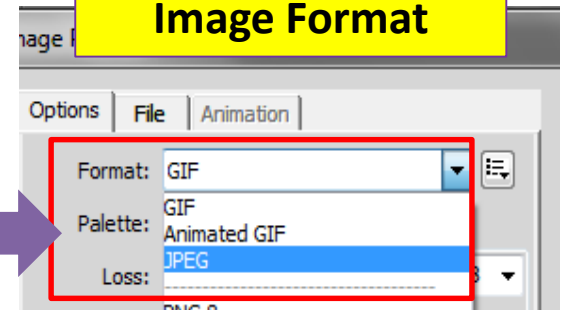 Image Format
Options File Animation
Format: GIF
GIF
Palette:
Animated GIF
JPEG
Loss: